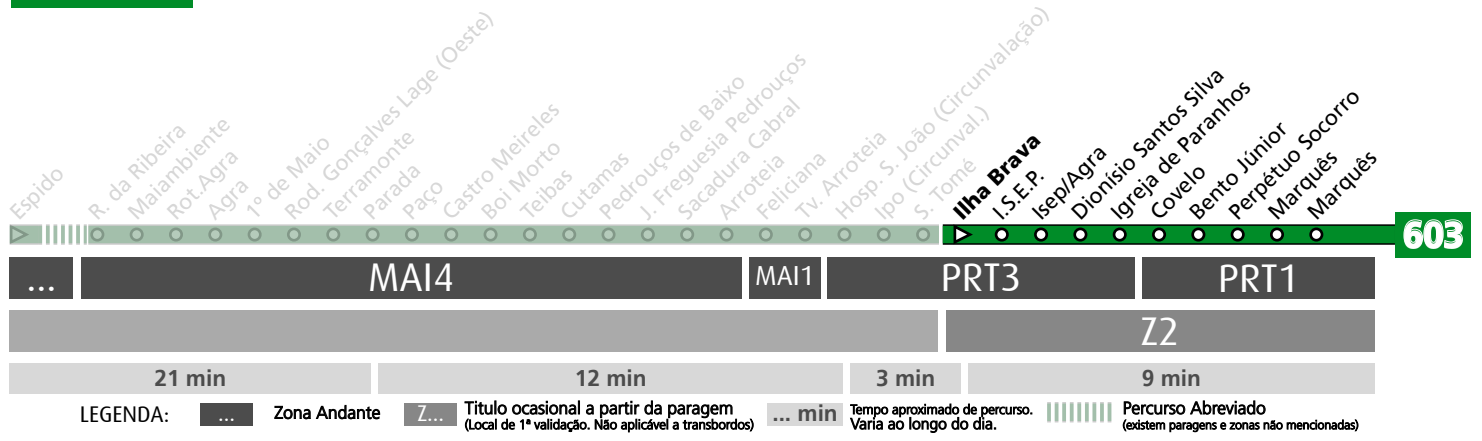 Espido
R. da Ribeira
Maiambiente
Rot.Agra
Agra
1º de Maio
Rod. Gonçalves Lage (Oeste)
Terramonte
Parada
Paço
Castro Meireles
Boi Morto
Teibas
Cutamas
Pedrouços de Baixo
J. Freguesia Pedrouços
Sacadura Cabral
Arroteia
Feliciana
Tv. Arroteia
Hosp. S. João (Circunvalação)
Ipo (Circunval.)
S. Tomé
Ilha Brava
I.S.E.P.
Isep/Agra
Dionísio Santos Silva
Igreja de Paranhos
Covelo
Bento Júnior
Perpétuo Socorro
Marquês
Marquês
603
... MAI4 MAI1 PRT3 PRT1
Z2
21 min 12 min 3 min 9 min
LEGENDA: ... Zona Andante Z... Titulo ocasional a partir da paragem ... min Tempo aproximado de percurso. Percurso Abreviado
(Local de 1ª validação. Não aplicável a transbordos) Varia ao longo do dia. (existem paragens e zonas não mencionadas)